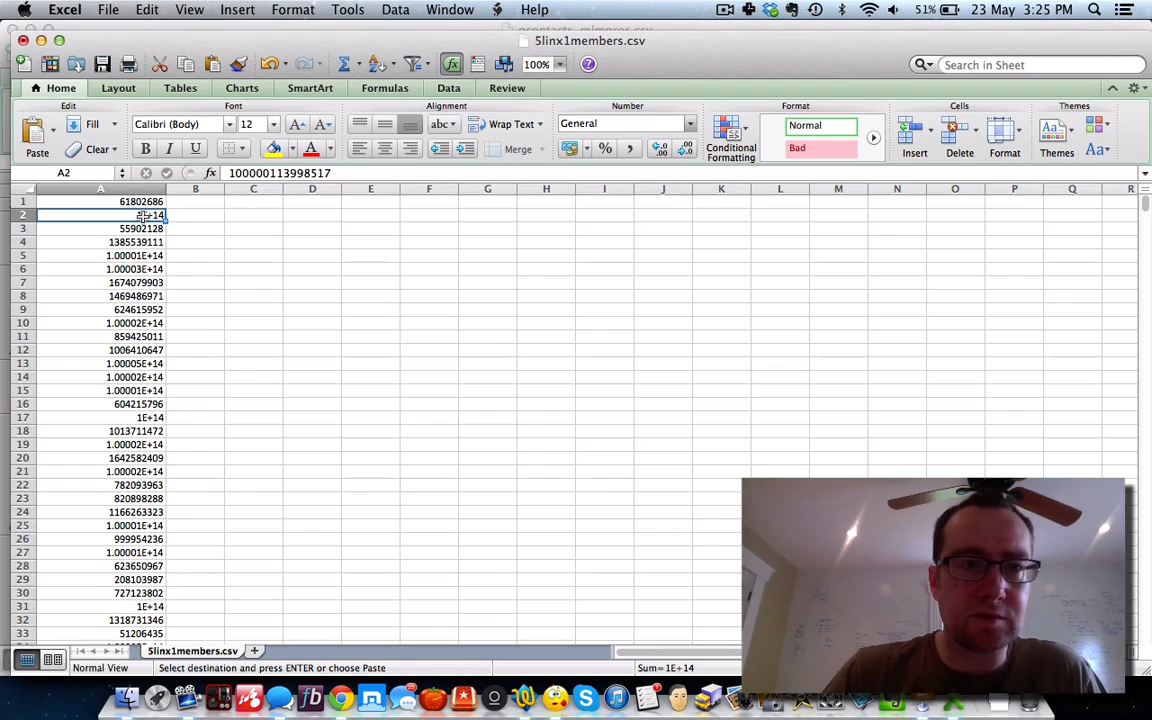 Excel File Edit View Insert Format Tools Data Window Help 51% 23 May 3:25 PM
5linx1members.csv
100% Search in Sheet
Home Layout Tables Charts SmartArt Formulas Data Review
Edit Font Alignment Number Format Cells Themes
Fill Calibri (Body) 12 A A abc Wrap Text General Normal
Paste Clear B I U A Merge % , Conditional Formatting Bad Insert Delete Format Themes Aa
A2 fx 100000113998517
A B C D E F G H I J K L M N O P Q R
1 61802686
2
3 55902128
4 1385539111
5 1.00001E+14
6 1.00003E+14
7 1674079903
8 1469486971
9 624615952
10 1.00002E+14
11 859425011
12 1006410647
13 1.00005E+14
14 1.00002E+14
15 1.00001E+14
16 604215796
17 1E+14
18 1013711472
19 1.00002E+14
20 1642582409
21 1.00002E+14
22 782093963
23 820898288
24 1166263323
25 1.00001E+14
26 999954236
27 1.00001E+14
28 623650967
29 208103987
30 727123802
31 1E+14
32 1318731346
33 51206435
5linx1members.csv
Normal View Select destination and press ENTER or choose Paste Sum=1E+14